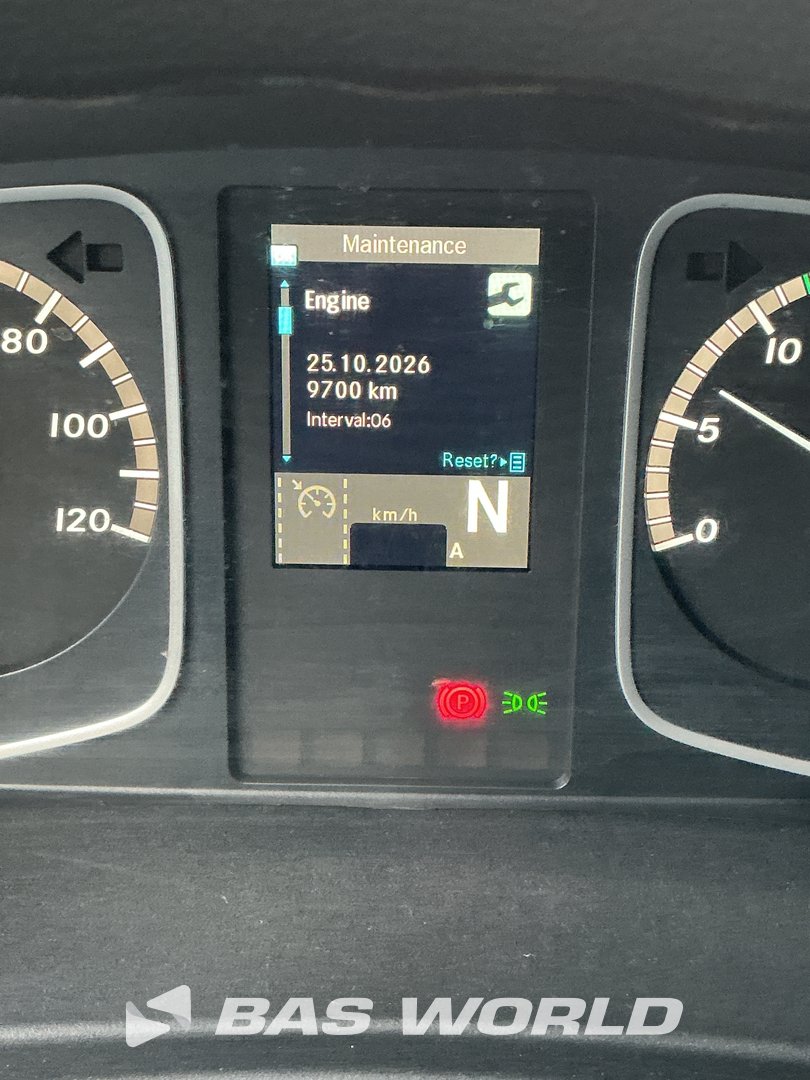 Maintenance
Engine
25.10.2026
9700 km
Interval:06
Reset?
km/h
N
A
80
100
120
10
5
0
P
BAS WORLD